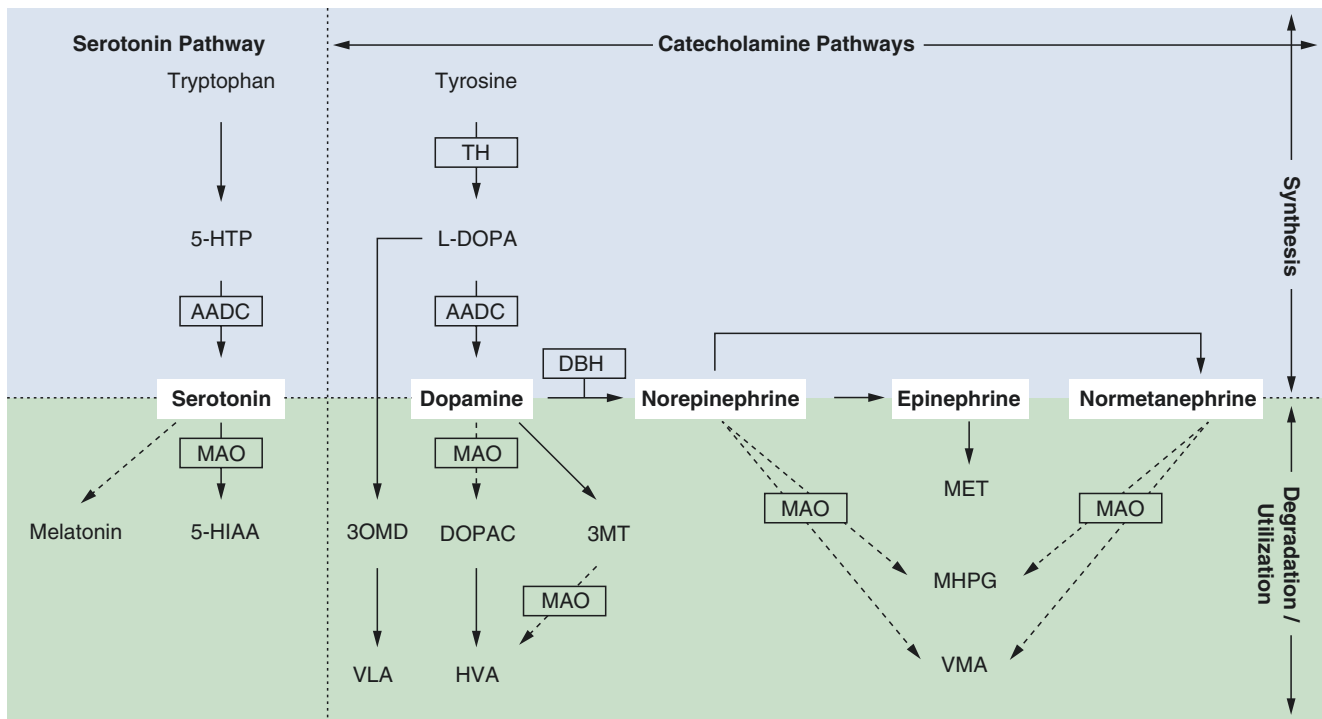 Serotonin Pathway
Catecholamine Pathways
Tryptophan
Tyrosine
TH
5-HTP
L-DOPA
Synthesis
AADC
AADC
DBH
Serotonin
Dopamine
Norepinephrine
Epinephrine
Normetanephrine
MAO
MAO
MET
MAO
MAO
Melatonin
5-HIAA
3OMD
DOPAC
3MT
Degradation /
Utilization
MHPG
MAO
VMA
VLA
HVA